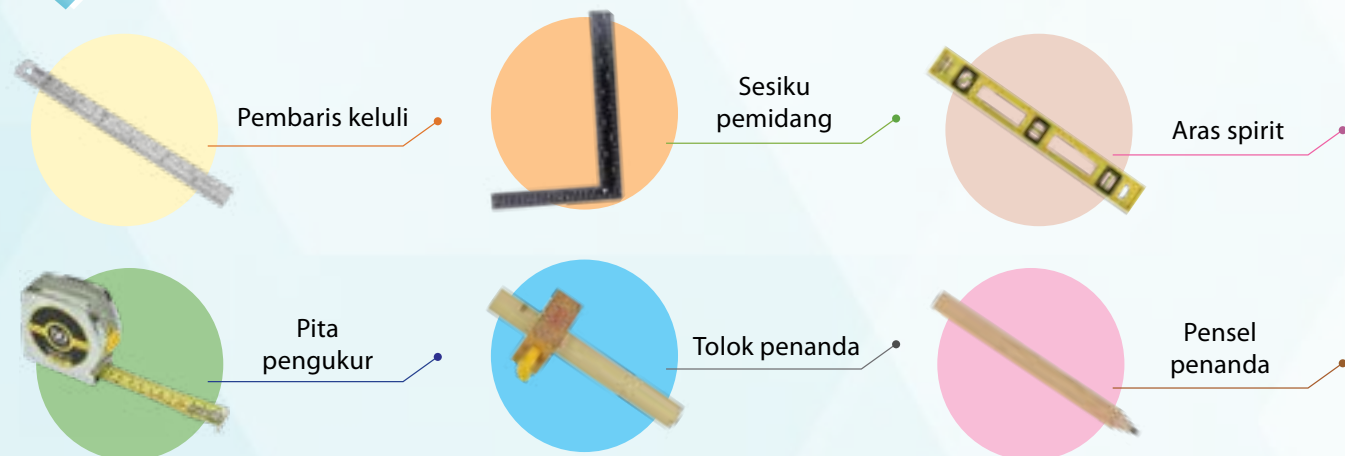 Pembaris keluli
Sesiku
pemidang
Aras spirit
Pita
pengukur
Tolok penanda
Pensel
penanda